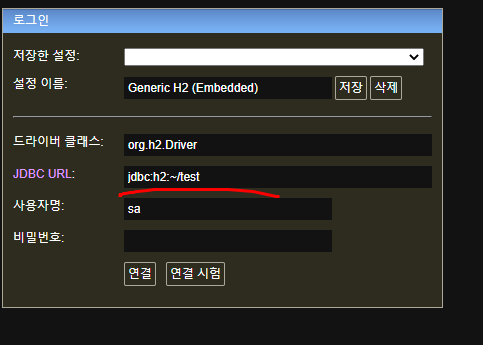 로그인
저장한 설정:
설정 이름: Generic H2 (Embedded) 저장 삭제
드라이버 클래스: org.h2.Driver
JDBC URL: jdbc:h2:~/test
사용자명: sa
비밀번호:
연결 연결 시험